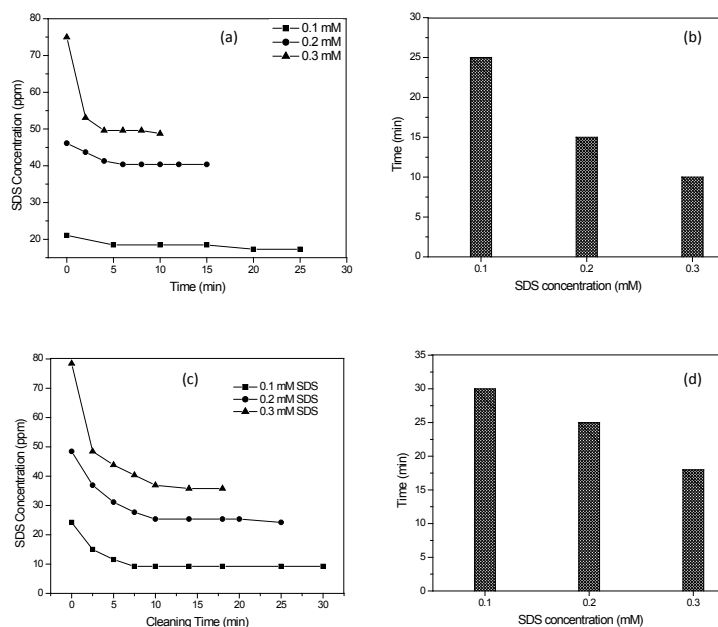 (a)
0.1 mM
0.2 mM
0.3 mM
80
70
60
50
40
30
20
SDS Concentration (ppm)
0 5 10 15 20 25 30
Time (min)
(b)
30
25
20
15
10
5
0
Time (min)
0.1 0.2 0.3
SDS concentration (mM)
(c)
0.1 mM SDS
0.2 mM SDS
0.3 mM SDS
80
70
60
50
40
30
20
10
0
SDS Concentration (ppm)
0 5 10 15 20 25 30
Cleaning Time (min)
(d)
35
30
25
20
15
10
5
0
Time (min)
0.1 0.2 0.3
SDS concentration (mM)